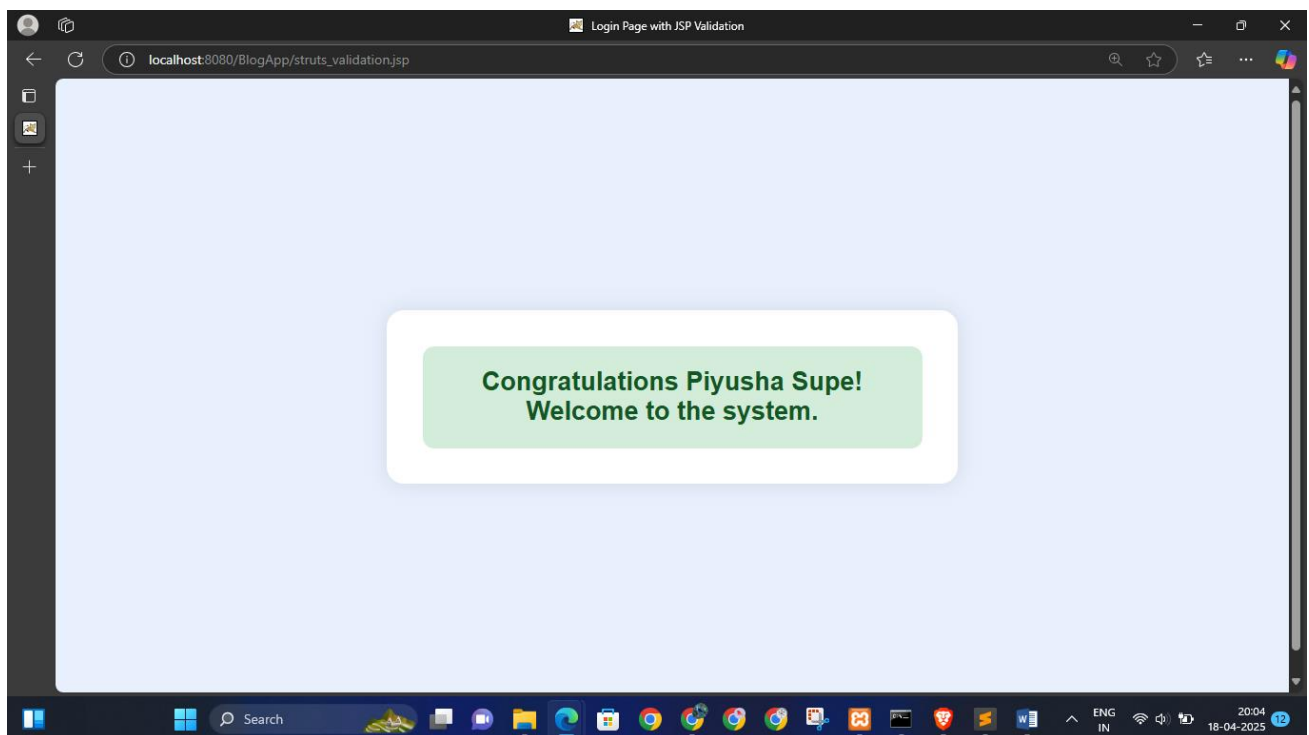 Login Page with JSP Validation
localhost:8080/BlogApp/struts_validation.jsp
Congratulations Piyusha Supe!
Welcome to the system.
Search
ENG
IN
20:04
18-04-2025
12